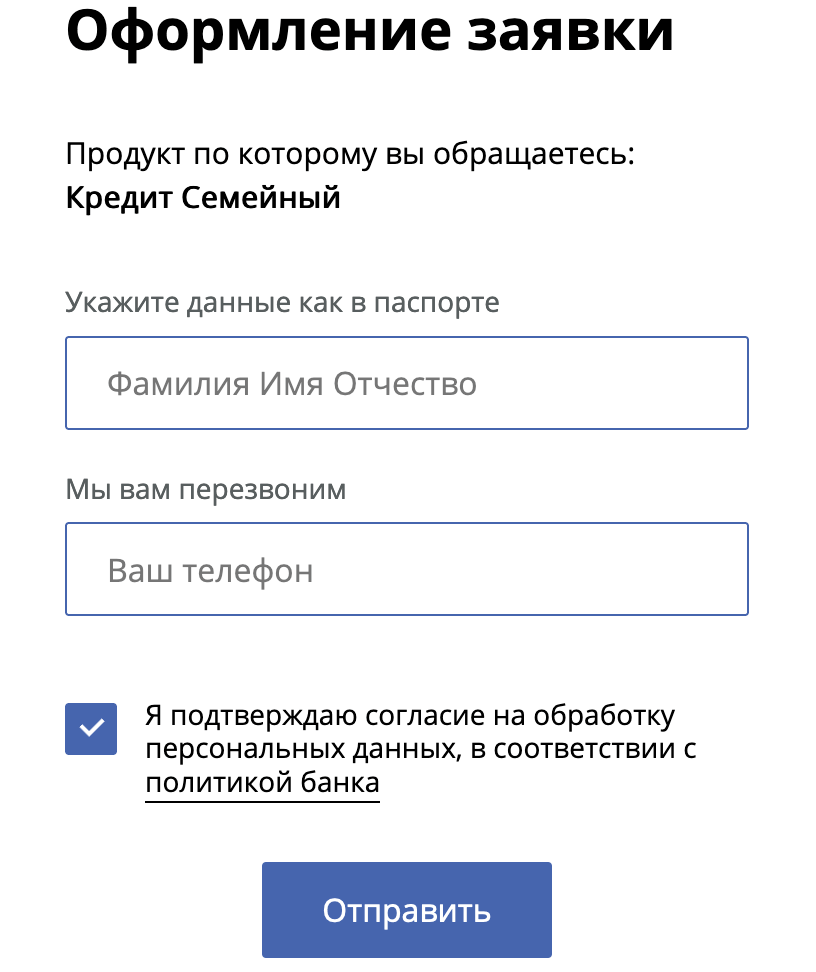 Оформление заявки
Продукт по которому вы обращаетесь:
Кредит Семейный
Укажите данные как в паспорте
Фамилия Имя Отчество
Мы вам перезвоним
Ваш телефон
Я подтверждаю согласие на обработку
персональных данных, в соответствии с
политикой банка
Отправить